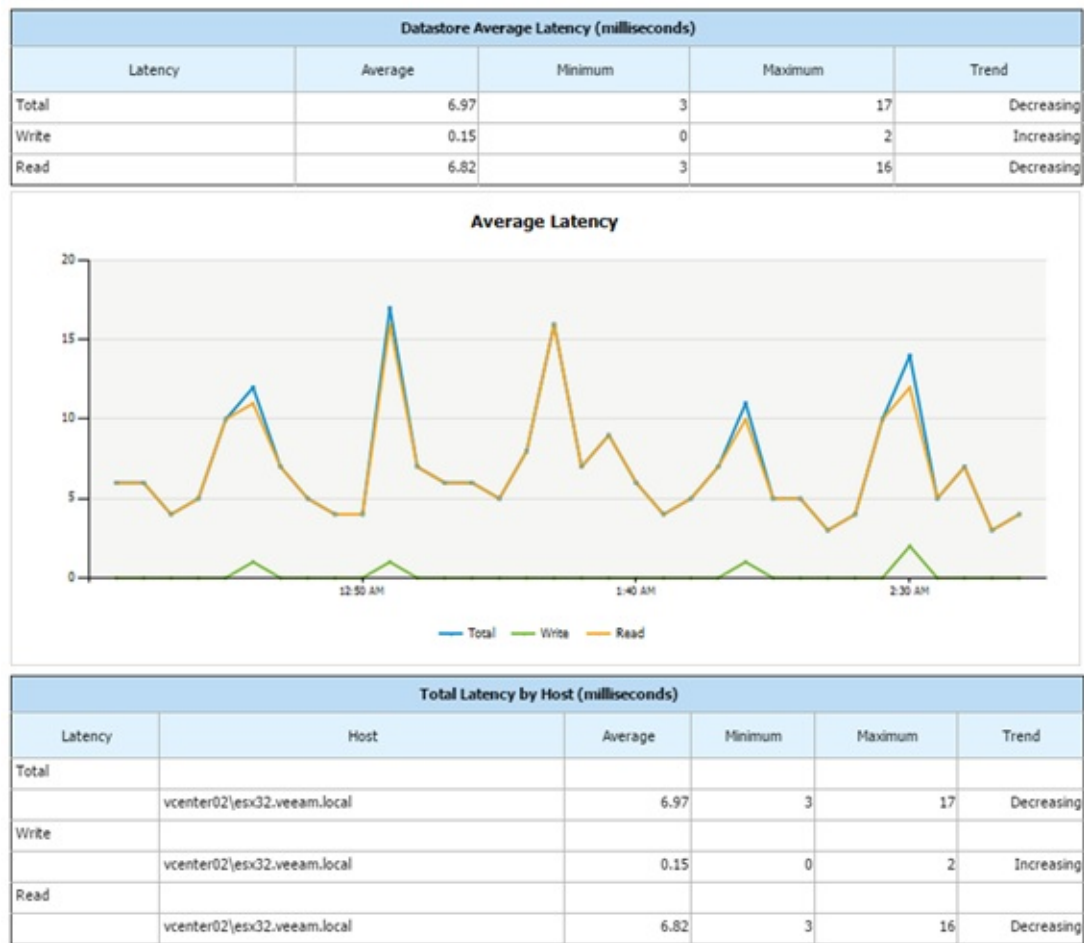 Datastore Average Latency (milliseconds)
Latency Average Minimum Maximum Trend
Total 6.97 3 17 Decreasing
Write 0.15 0 2 Increasing
Read 6.82 3 16 Decreasing
Average Latency
20
15
10
5
0
12:50 AM 1:40 AM 2:30 AM
Total Write Read
Total Latency by Host (milliseconds)
Latency Host Average Minimum Maximum Trend
Total
vcenter02\esx32.veeam.local 6.97 3 17 Decreasing
Write
vcenter02\esx32.veeam.local 0.15 0 2 Increasing
Read
vcenter02\esx32.veeam.local 6.82 3 16 Decreasing